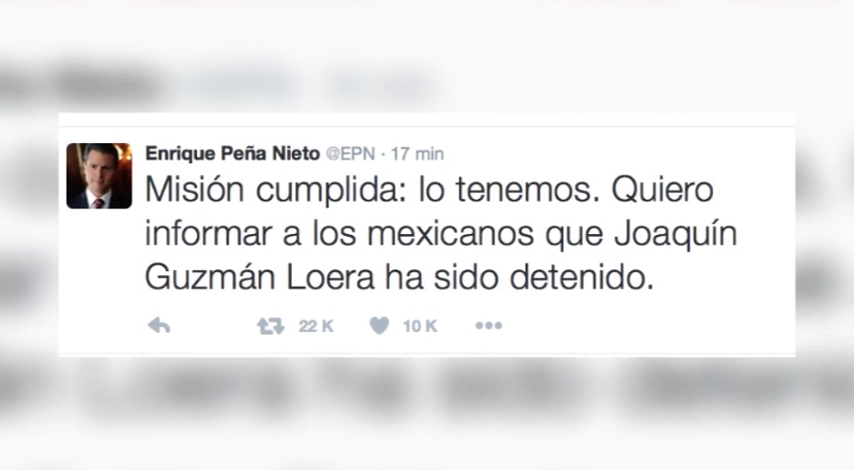 Enrique Peña Nieto @EPN · 17 min
Misión cumplida: lo tenemos. Quiero
informar a los mexicanos que Joaquín
Guzmán Loera ha sido detenido.
22 K 10 K